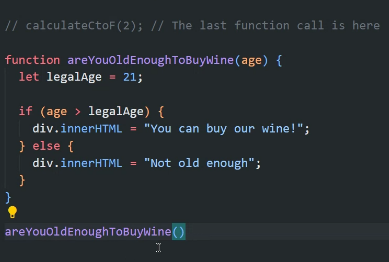 // calculateCtoF(2); // The last function call is here
function areYouOldEnoughToBuyWine(age) {
let legalAge = 21;
if (age > legalAge) {
div.innerHTML = "You can buy our wine!";
} else {
div.innerHTML = "Not old enough";
}
}
areYouOldEnoughToBuyWine()